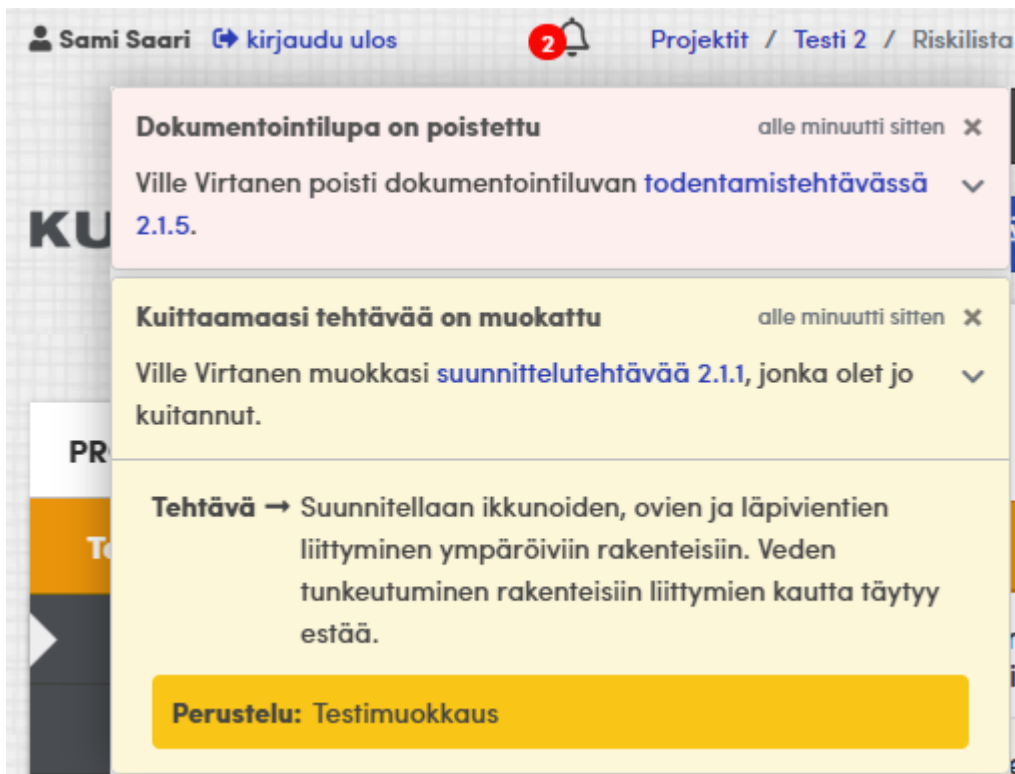 Sami Saari kirjaudu ulos 2 Projektit / Testi 2 / Riskilista
Dokumentointilupa on poistettu alle minuutti sitten
Ville Virtanen poisti dokumentointiluvan todentamistehtävässä
2.1.5.
KU
Kuittaamaasi tehtävää on muokattu alle minuutti sitten
Ville Virtanen muokkasi suunnittelutehtävää 2.1.1, jonka olet jo
kuitannut.
PR
Tehtävä → Suunnitellaan ikkunoiden, ovien ja läpivientien
liittyminen ympäröiviin rakenteisiin. Veden
tunkeutuminen rakenteisiin liittymien kautta täytyy
estää.
Te
Perustelu: Testimuokkaus